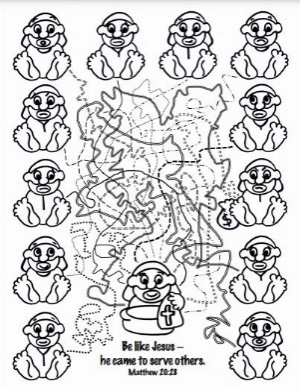 $
Be like Jesus –
he came to serve others.
Matthew 20:28